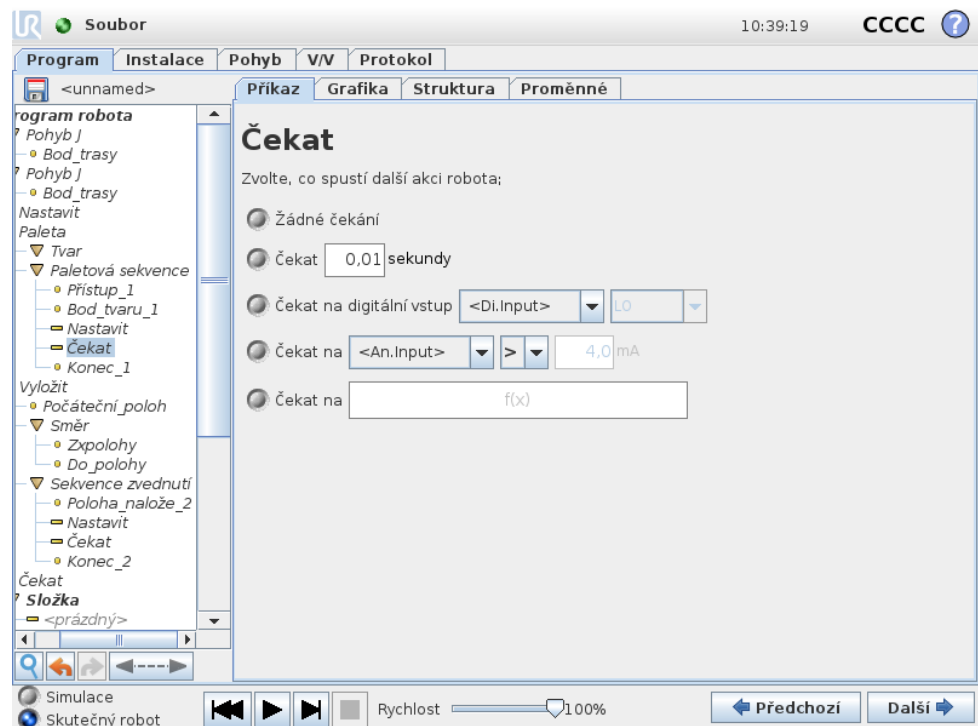 UR Soubor 10:39:19 CCCC ?
Program Instalace Pohyb V/V Protokol
<unnamed>
Příkaz Grafika Struktura Proměnné
rogram robota
Pohyb J
Bod_trasy
Pohyb J
Bod_trasy
Nastavit
Paleta
Tvar
Paletová sekvence
Přístup_1
Bod_tvaru_1
Nastavit
Čekat
Konec_1
Vyložit
Počáteční_poloh
Směr
Zxpolohy
Do_polohy
Sekvence zvednutí
Poloha_nalože_2
Nastavit
Čekat
Konec_2
Čekat
Složka
<prázdný>
Čekat
Zvolte, co spustí další akci robota;
Žádné čekání
Čekat 0,01 sekundy
Čekat na digitální vstup <Di.Input> LO
Čekat na <An.Input> > 4,0 mA
Čekat na f(x)
Simulace
Skutečný robot
Rychlost 100%
Předchozí Další